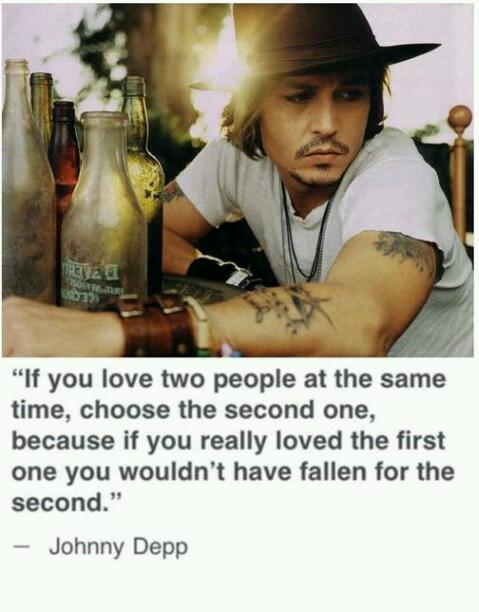 “If you love two people at the same
time, choose the second one,
because if you really loved the first
one you wouldn’t have fallen for the
second.”
— Johnny Depp